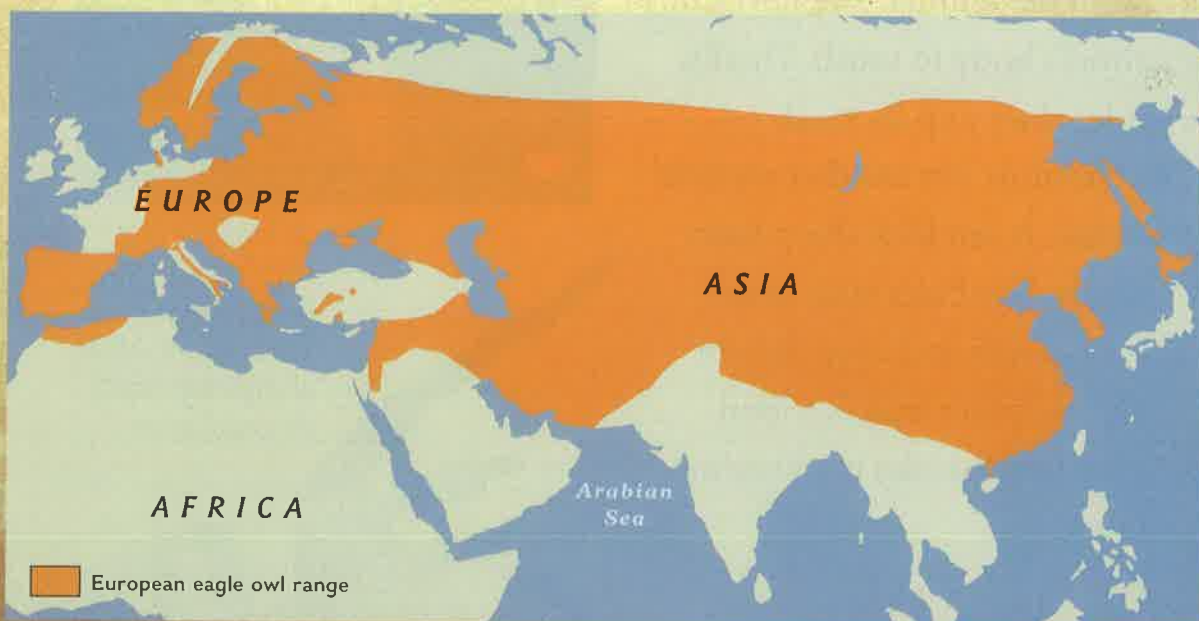 EUROPE
ASIA
Arabian
Sea
AFRICA
European eagle owl range